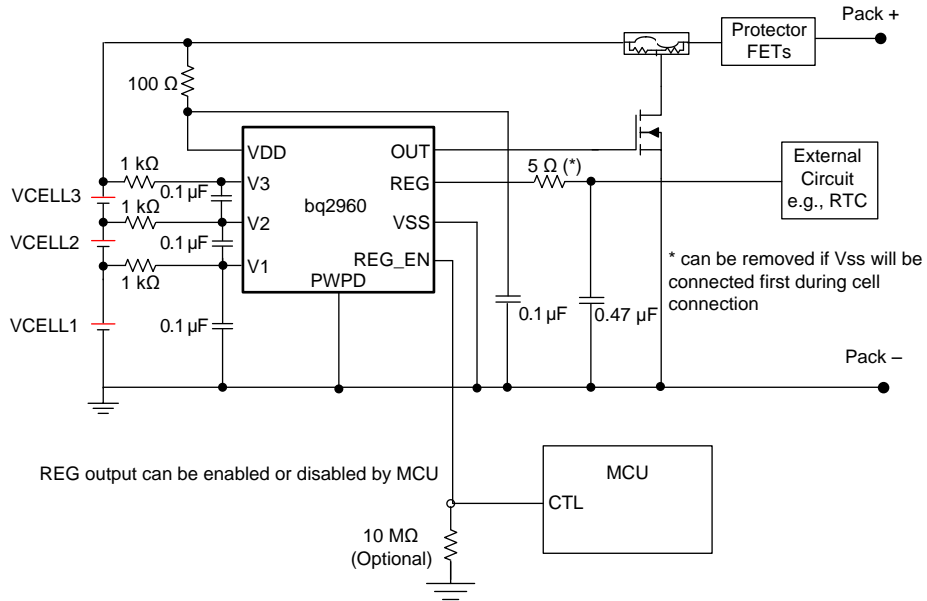 Pack +
Protector
FETs
100 Ω
VDD
OUT
1 kΩ
V3
0.1 µF
REG
5 Ω (*)
External
Circuit
e.g., RTC
VCELL3
1 kΩ
V2
bq2960
VSS
VCELL2
0.1 µF
REG_EN
V1
1 kΩ
PWPD
* can be removed if Vss will be
connected first during cell
connection
VCELL1
0.1 µF
0.1 µF
0.47 µF
Pack –
REG output can be enabled or disabled by MCU
MCU
CTL
10 MΩ
(Optional)